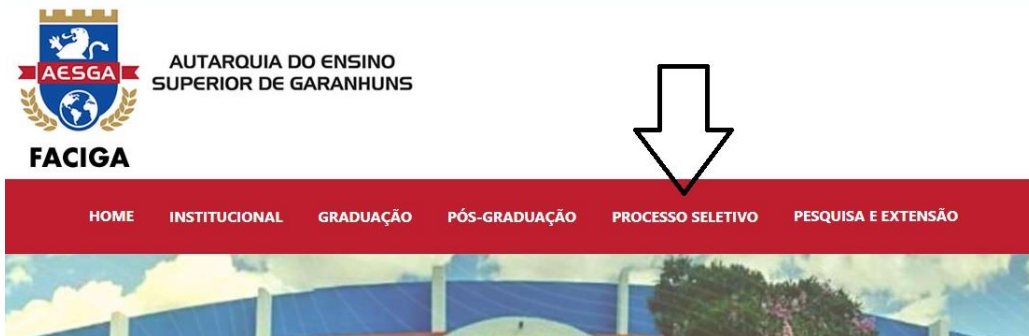 AESGA
FACIGA
AUTARQUIA DO ENSINO
SUPERIOR DE GARANHUNS
HOME INSTITUCIONAL GRADUAÇÃO PÓS-GRADUAÇÃO PROCESSO SELETIVO PESQUISA E EXTENSÃO